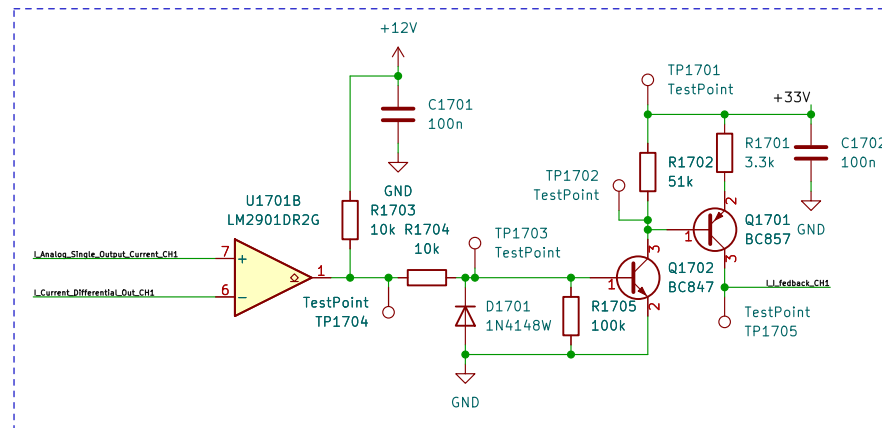 +12V
TP1701
TestPoint
+33V
C1701
100n
R1701
3.3k
C1702
100n
TP1702
TestPoint
R1702
51k
U1701B
LM2901DR2G
GND
R1703
10k
R1704
10k
2
Q1701
BC857
1
3
GND
TP1703
TestPoint
I_Analog_Single_Output_Current_CH1
7
+
1
3
Q1702
BC847
1
2
I_I_fedback_CH1
I_Current_Differential_Out_CH1
6
−
TestPoint
TP1704
D1701
1N4148W
R1705
100k
TestPoint
TP1705
GND